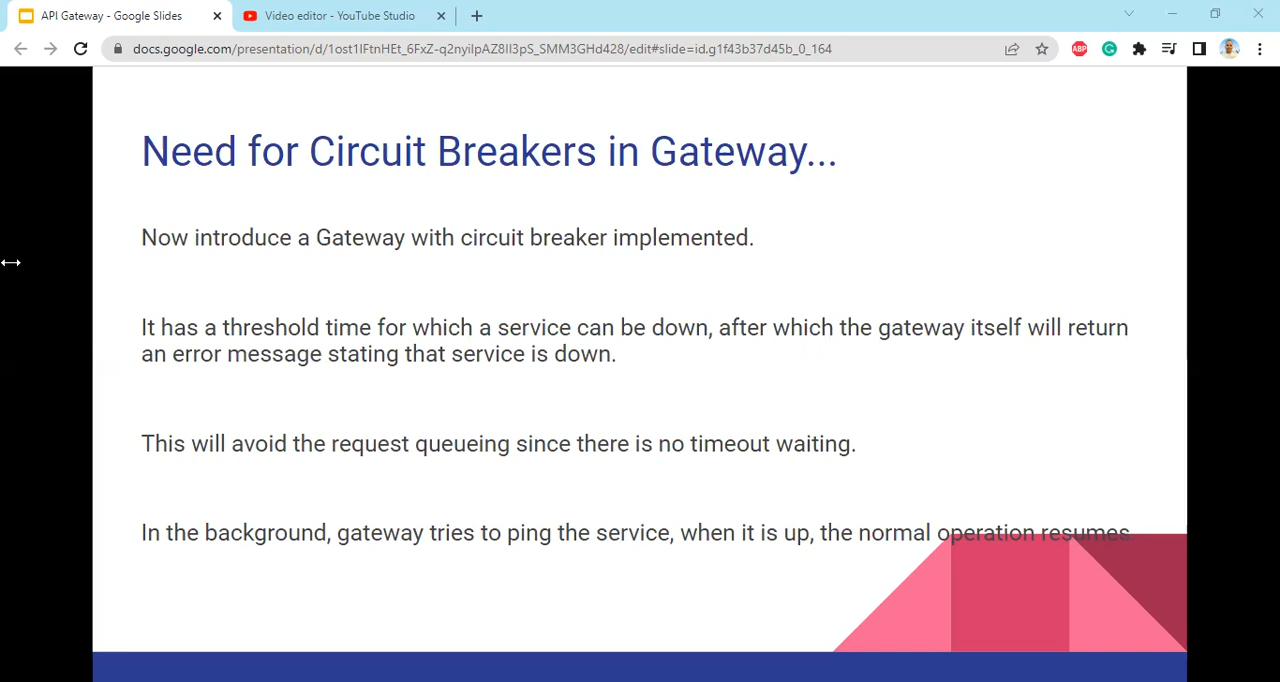 API Gateway - Google Slides
Video editor - YouTube Studio
docs.google.com/presentation/d/1ost1IFtnHEt_6FxZ-q2nyiIpAZ8II3pS_SMM3GHd428/edit#slide=id.g1f43b37d45b_0_164
ABP
Need for Circuit Breakers in Gateway...
Now introduce a Gateway with circuit breaker implemented.
It has a threshold time for which a service can be down, after which the gateway itself will return
an error message stating that service is down.
This will avoid the request queueing since there is no timeout waiting.
In the background, gateway tries to ping the service, when it is up, the normal operation resumes.